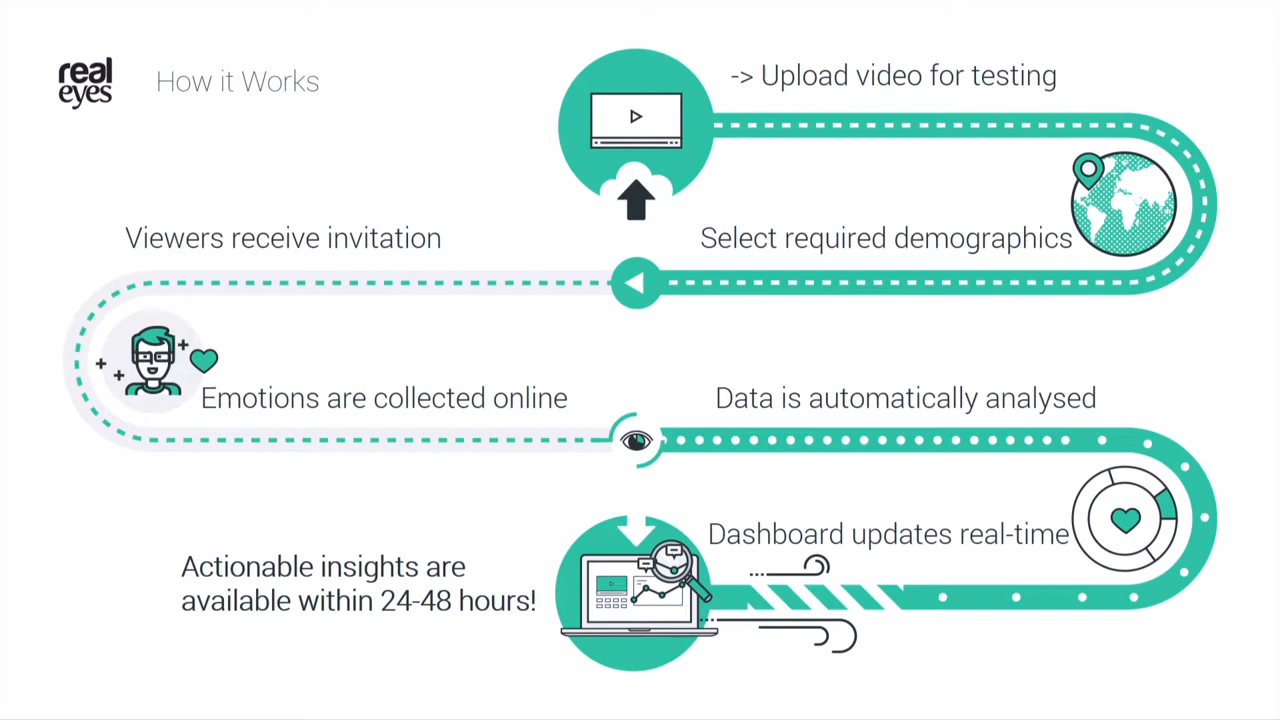 real
eyes
How it Works
-> Upload video for testing
Select required demographics
Viewers receive invitation
Emotions are collected online
Data is automatically analysed
Dashboard updates real-time
Actionable insights are
available within 24-48 hours!